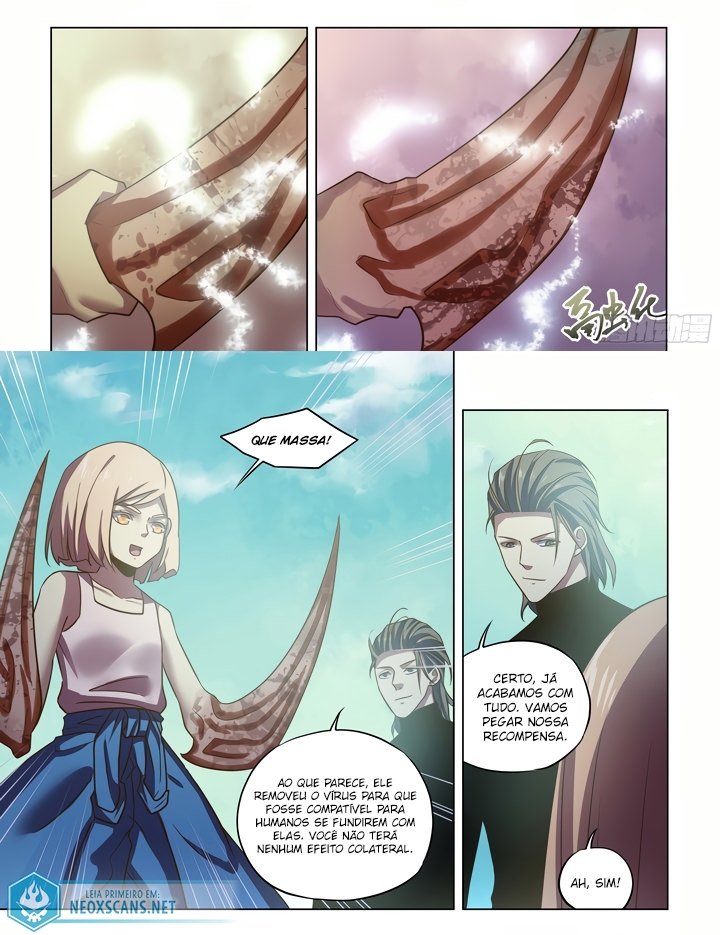 QUE MASSA!
AO QUE PARECE, ELE
REMOVEU O VÍRUS PARA QUE
FOSSE COMPATÍVEL PARA
HUMANOS SE FUNDIREM COM
ELAS. VOCÊ NÃO TERÁ
NENHUM EFEITO COLATERAL.
CERTO, JÁ
ACABAMOS COM
TUDO. VAMOS
PEGAR NOSSA
RECOMPENSA.
AH, SIM!
LEIA PRIMEIRO EM:
NEOXSCANS.NET